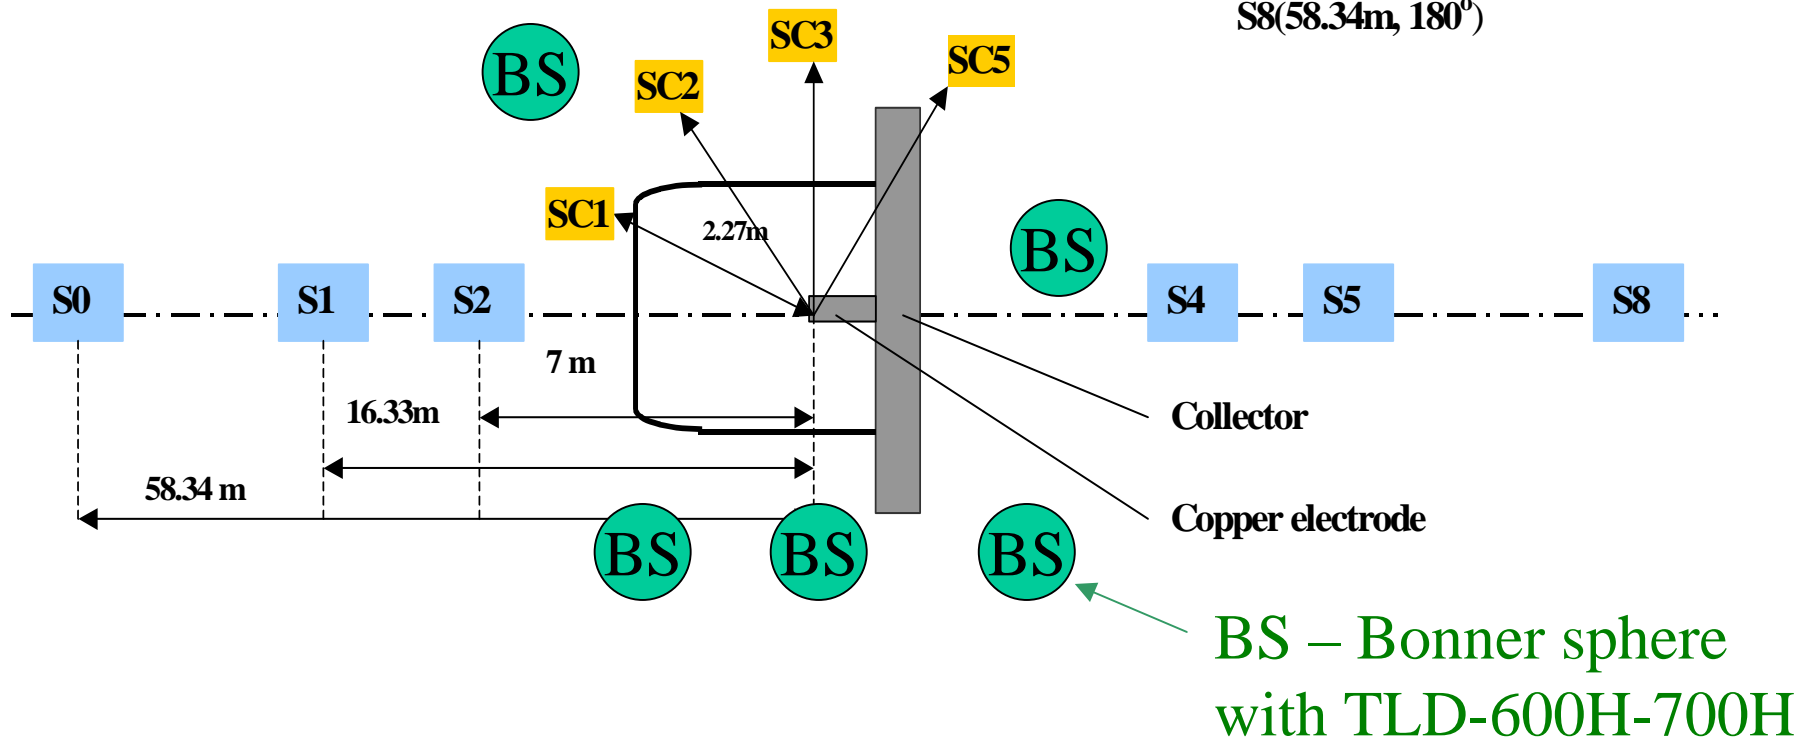 S8(58.34m, 180°)
SC3
BS
SC5
SC2
SC1
2.27m
BS
S0
S1
S2
S4
S5
S8
7 m
16.33m
Collector
58.34 m
Copper electrode
BS
BS
BS
BS – Bonner sphere
with TLD-600H-700H